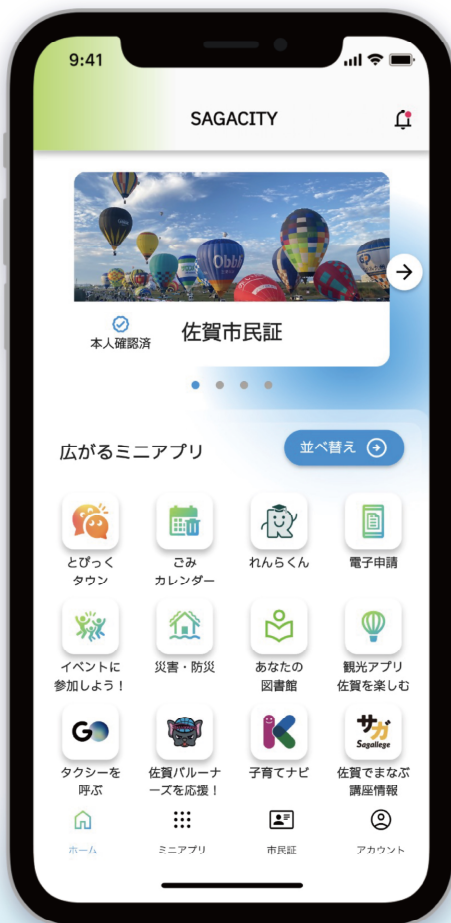 9:41
SAGACITY
Obb
本人確認済
佐賀市民証
広がるミニアプリ
並べ替え
とぴっく
タウン
ごみ
カレンダー
れんらくん
電子申請
イベントに
参加しよう！
災害・防災
あなたの
図書館
観光アプリ
佐賀を楽しむ
GO
タクシーを
呼ぶ
佐賀バルーナ
ーズを応援！
子育てナビ
サガ
Sagallege
佐賀でまなぶ
講座情報
ホーム
ミニアプリ
市民証
アカウント